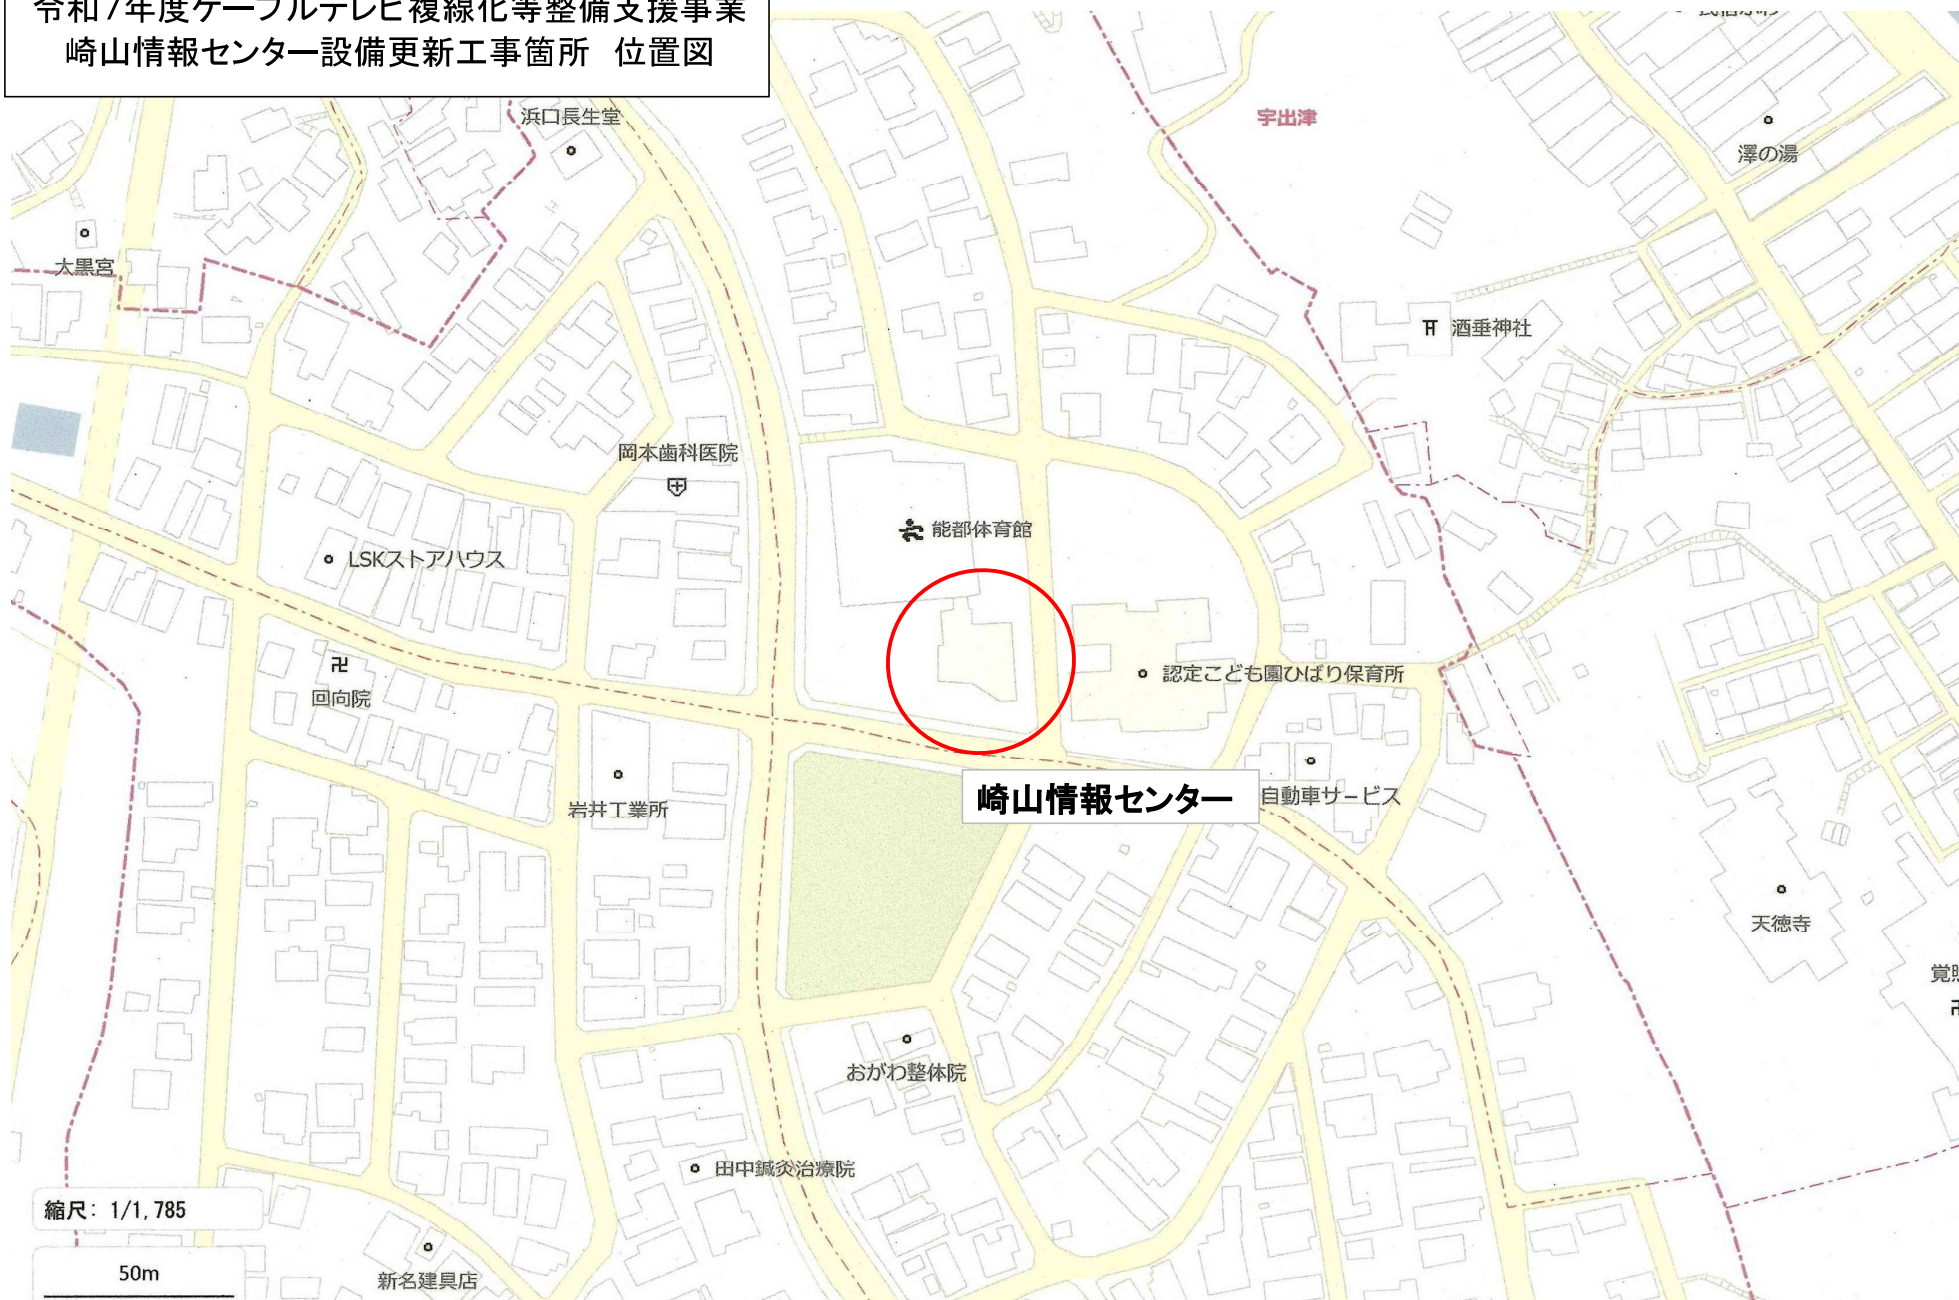 令和7年度ケーブルテレビ複線化等整備支援事業
崎山情報センター設備更新工事箇所 位置図
浜口長生堂
宇出津
澤の湯
大黒宮
酒垂神社
岡本歯科医院
能都体育館
LSKストアハウス
認定こども園ひばり保育所
回向院
崎山情報センター
自動車サービス
岩井工業所
天徳寺
おがわ整体院
田中鍼灸治療院
縮尺: 1/1,785
50m
新名建具店